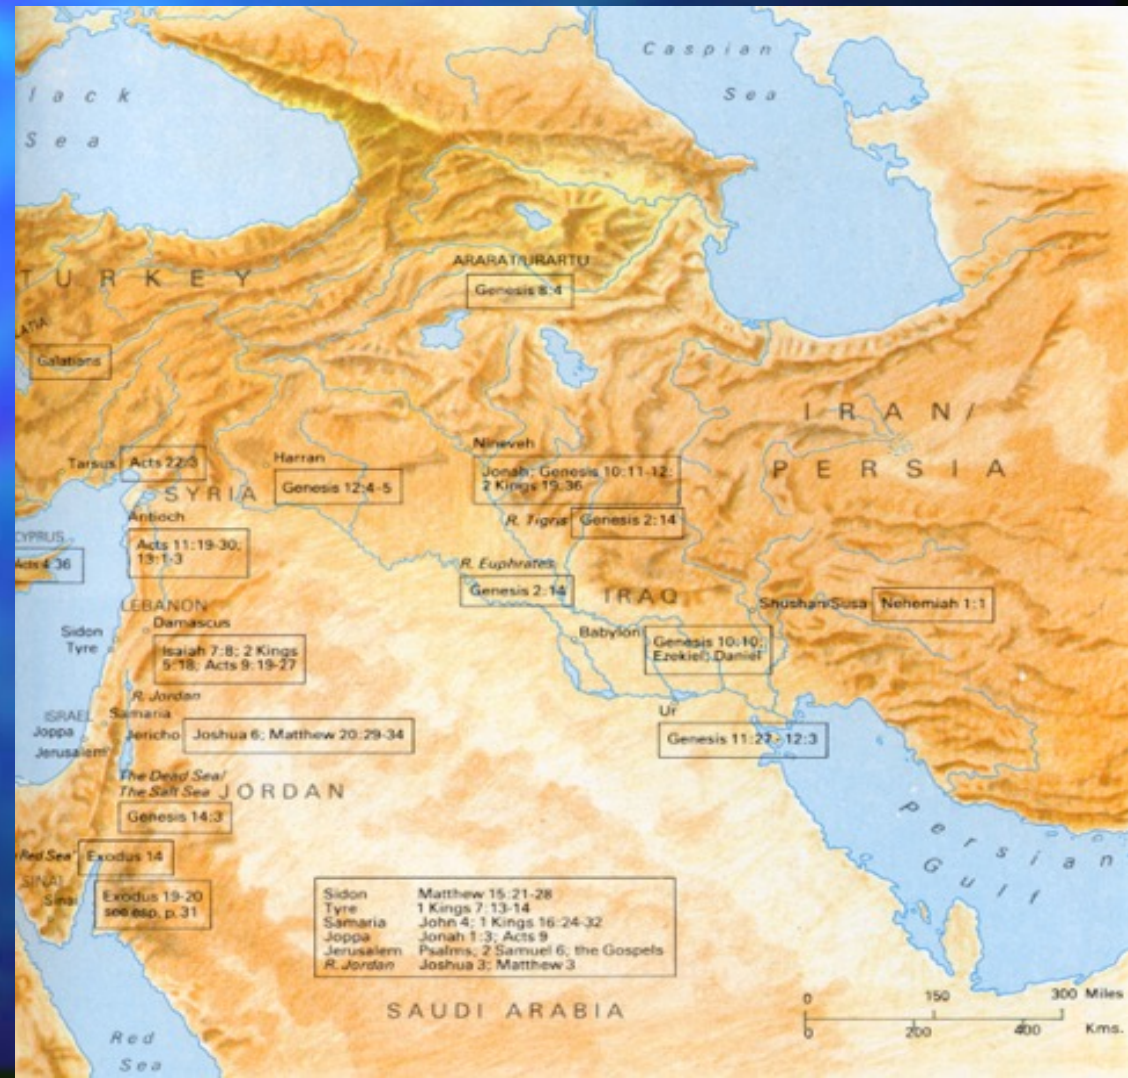 Caspian
Sea
lack
Sea
ARARAT/URARTU
Genesis 8:4
TURKEY
ATIA
Galatians
IRAN/
PERSIA
Nineveh
Jonah; Genesis 10:11-12;
2 Kings 19:36
Tarsus
Acts 22:3
Harran
Genesis 12:4-5
SYRIA
Antioch
Acts 11:19-30;
13:1-3
R. Tigris
Genesis 2:14
CYPRUS
Acts 4:36
R. Euphrates
Genesis 2:14
IRAQ
Shushan/Susa
Nehemiah 1:1
LEBANON
Damascus
Isaiah 7:8; 2 Kings
5:18; Acts 9:19-27
Sidon
Tyre
Babylon
Genesis 10:10;
Ezekiel; Daniel
R. Jordan
ISRAEL
Samaria
Joppa
Jericho
Joshua 6; Matthew 20:29-34
Jerusalem
Ur
Genesis 11:27 - 12:3
The Dead Sea/
The Salt Sea
JORDAN
Genesis 14:3
Red Sea'
Exodus 14
SINAI
Sinai
Exodus 19-20
see esp. p.31
Persian
Gulf
Sidon Matthew 15:21-28
Tyre 1 Kings 7:13-14
Samaria John 4; 1 Kings 16:24-32
Joppa Jonah 1:3; Acts 9
Jerusalem Psalms; 2 Samuel 6; the Gospels
R. Jordan Joshua 3; Matthew 3
SAUDI ARABIA
0 150 300 Miles
0 200 400 Kms.
Red
Sea